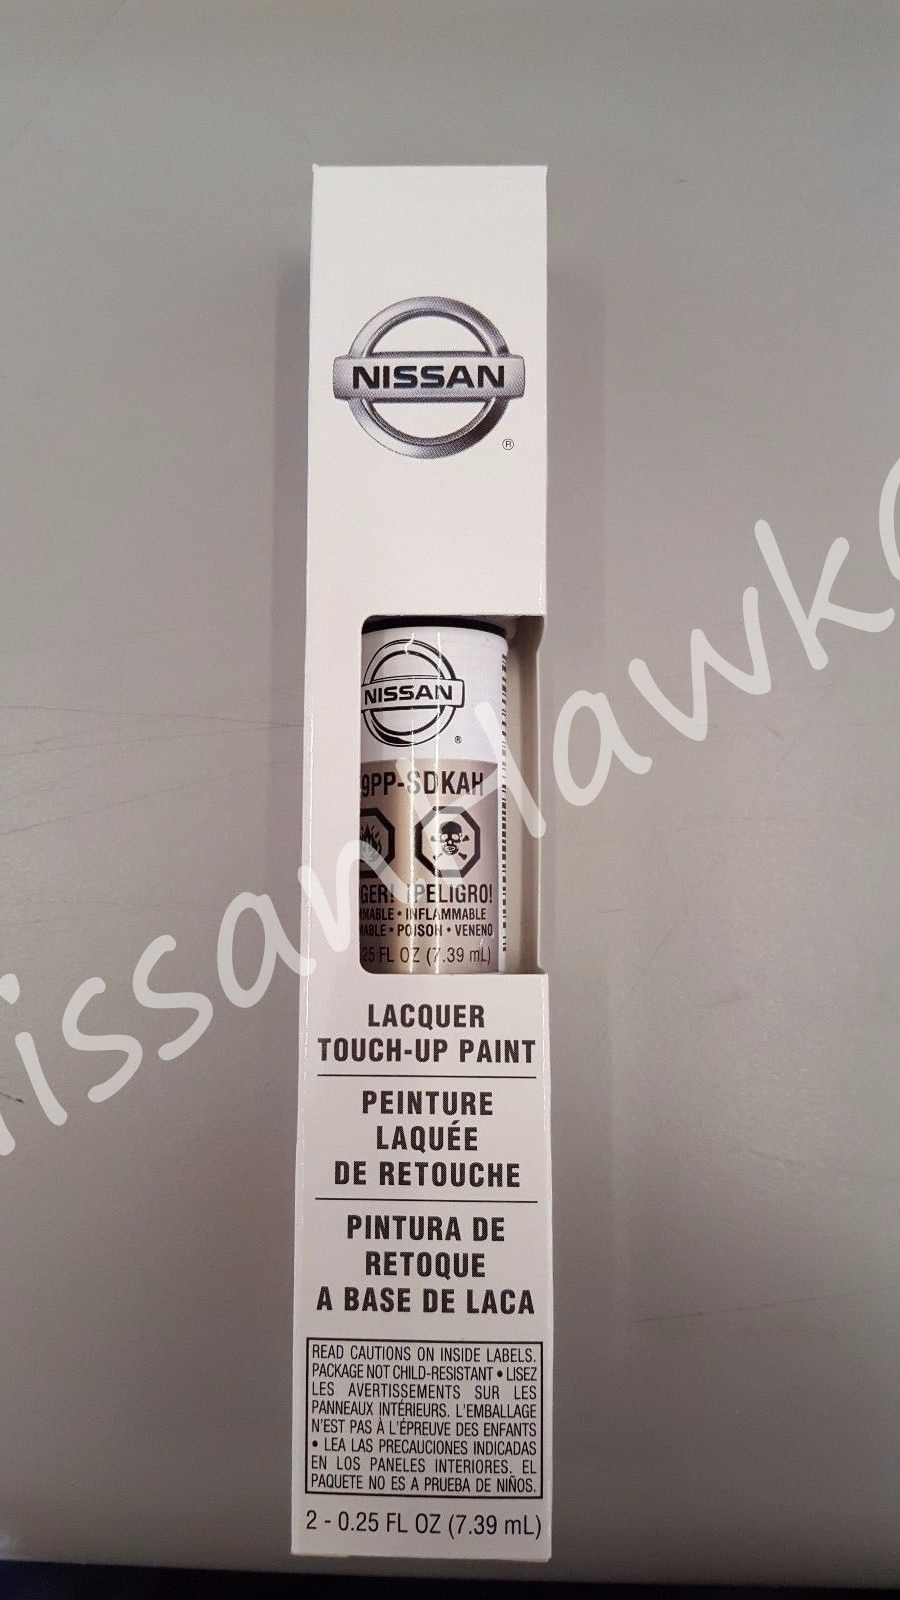 NISSAN
®
NISSAN
®
9PP-SDKAH
GER! ¡PELIGRO!
MMABLE • INFLAMMABLE
ABLE • POISON • VENENO
.25 FL OZ (7.39 mL)
LACQUER
TOUCH-UP PAINT
PEINTURE
LAQUÉE
DE RETOUCHE
PINTURA DE
RETOQUE
A BASE DE LACA
READ CAUTIONS ON INSIDE LABELS.
PACKAGE NOT CHILD-RESISTANT • LISEZ
LES AVERTISSEMENTS SUR LES
PANNEAUX INTÉRIEURS. L'EMBALLAGE
N'EST PAS À L'ÉPREUVE DES ENFANTS
• LEA LAS PRECAUCIONES INDICADAS
EN LOS PANELES INTERIORES. EL
PAQUETE NO ES A PRUEBA DE NIÑOS.
2 - 0.25 FL OZ (7.39 mL)
Nissan.Hawk